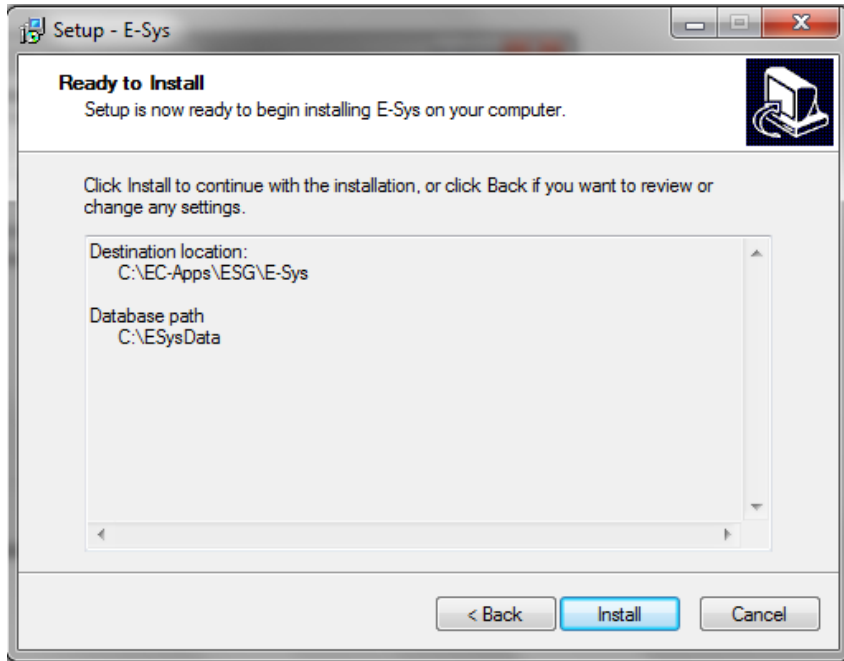 Setup - E-Sys
Ready to Install
Setup is now ready to begin installing E-Sys on your computer.
Click Install to continue with the installation, or click Back if you want to review or
change any settings.
Destination location:
C:\EC-Apps\ESG\E-Sys
Database path
C:\ESysData
< Back
Install
Cancel